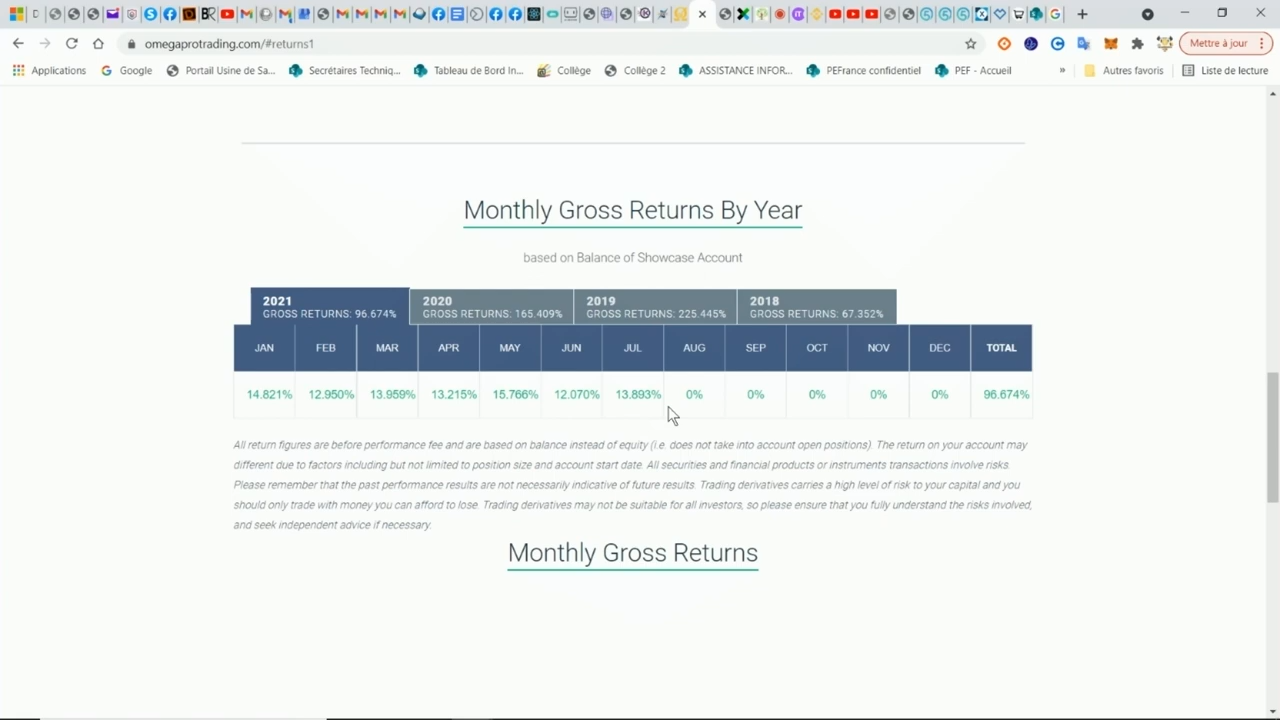 omegaprotrading.com/#returns1
Mettre à jour
Applications
Google
Portail Usine de Sa...
Secrétaires Techniq...
Tableau de Bord In...
Collège
Collège 2
ASSISTANCE INFOR...
PEFrance confidentiel
PEF - Accueil
»
Autres favoris
Liste de lecture
Monthly Gross Returns By Year
based on Balance of Showcase Account
2021 2020 2019 2018
GROSS RETURNS: 96.674% GROSS RETURNS: 165.409% GROSS RETURNS: 225.445% GROSS RETURNS: 67.352%
JAN FEB MAR APR MAY JUN JUL AUG SEP OCT NOV DEC TOTAL
14.821% 12.950% 13.959% 13.215% 15.766% 12.070% 13.893% 0% 0% 0% 0% 0% 96.674%
All return figures are before performance fee and are based on balance instead of equity (i.e. does not take into account open positions). The return on your account may
different due to factors including but not limited to position size and account start date. All securities and financial products or instruments transactions involve risks.
Please remember that the past performance results are not necessarily indicative of future results. Trading derivatives carries a high level of risk to your capital and you
should only trade with money you can afford to lose. Trading derivatives may not be suitable for all investors, so please ensure that you fully understand the risks involved,
and seek independent advice if necessary.
Monthly Gross Returns